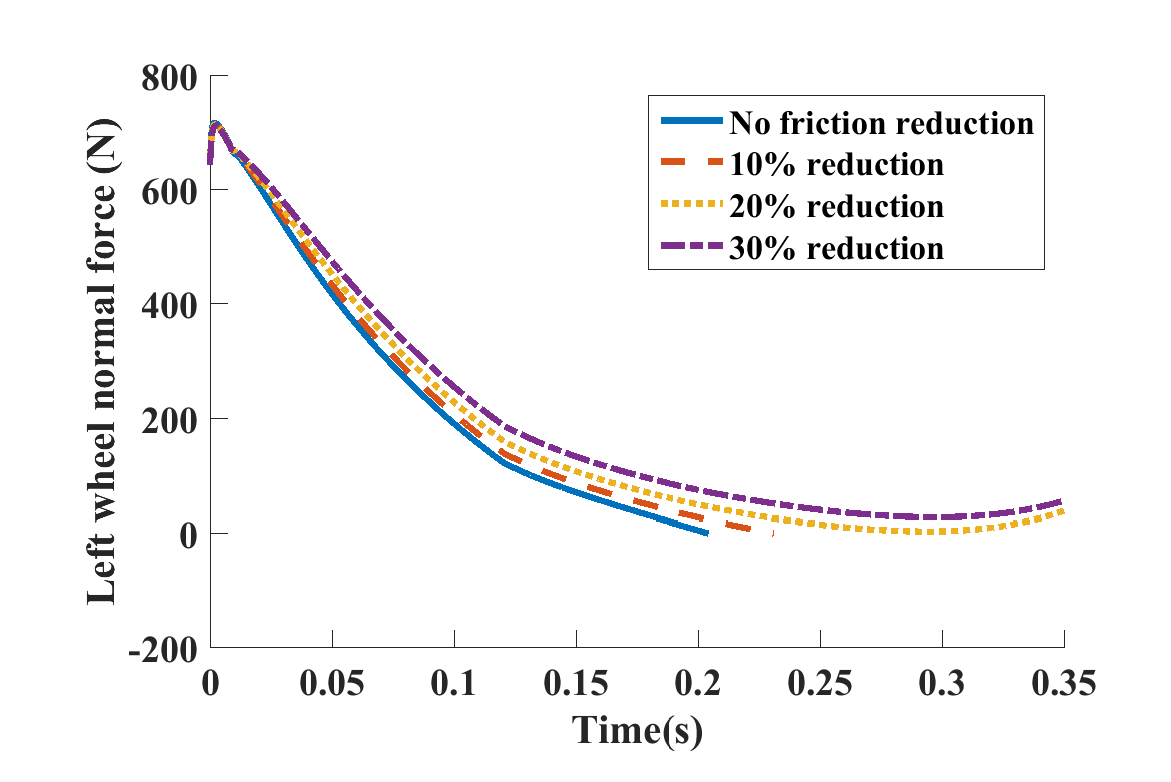 800
600
400
200
0
-200
Left wheel normal force (N)
No friction reduction
10% reduction
20% reduction
30% reduction
0 0.05 0.1 0.15 0.2 0.25 0.3 0.35
Time(s)